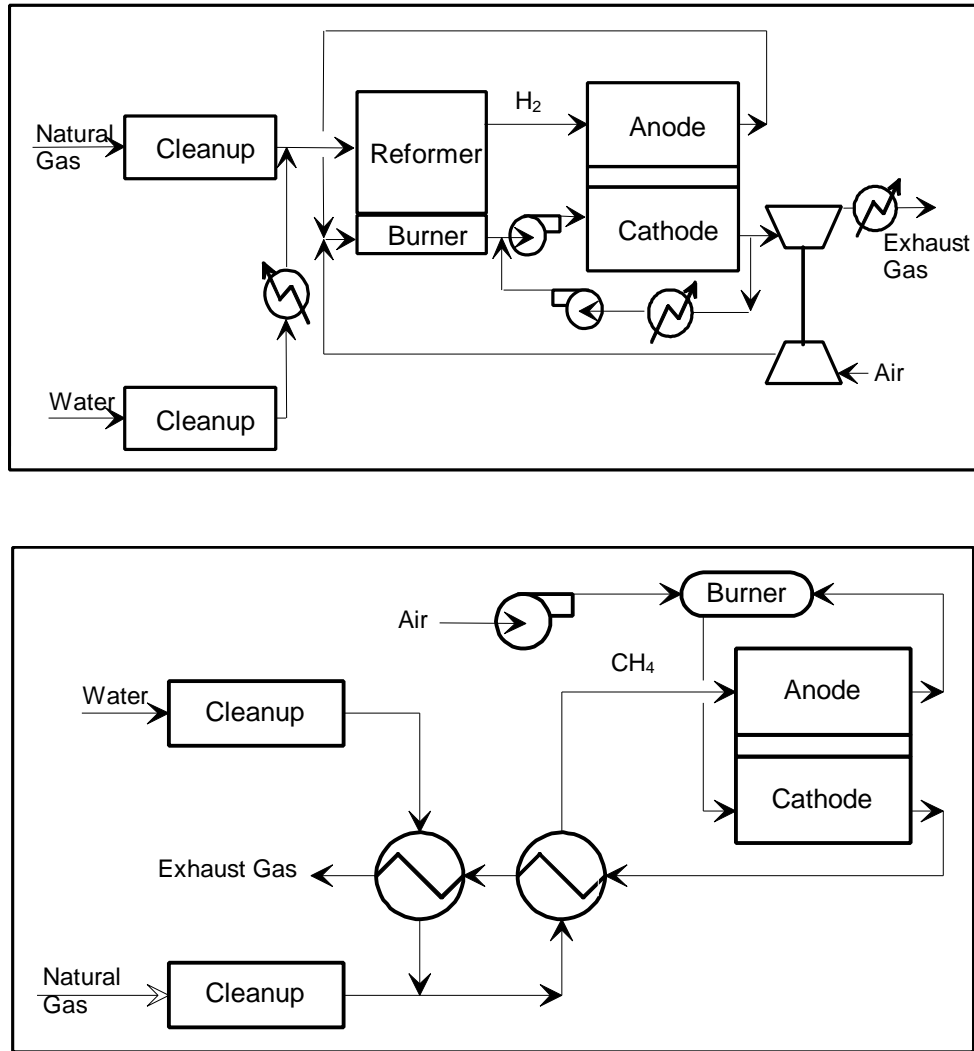 H₂
Natural
Gas
Cleanup
Reformer
Anode
Burner
Cathode
Exhaust
Gas
Air
Water
Cleanup
Burner
Air
CH₄
Water
Cleanup
Anode
Cathode
Exhaust Gas
Natural
Gas
Cleanup